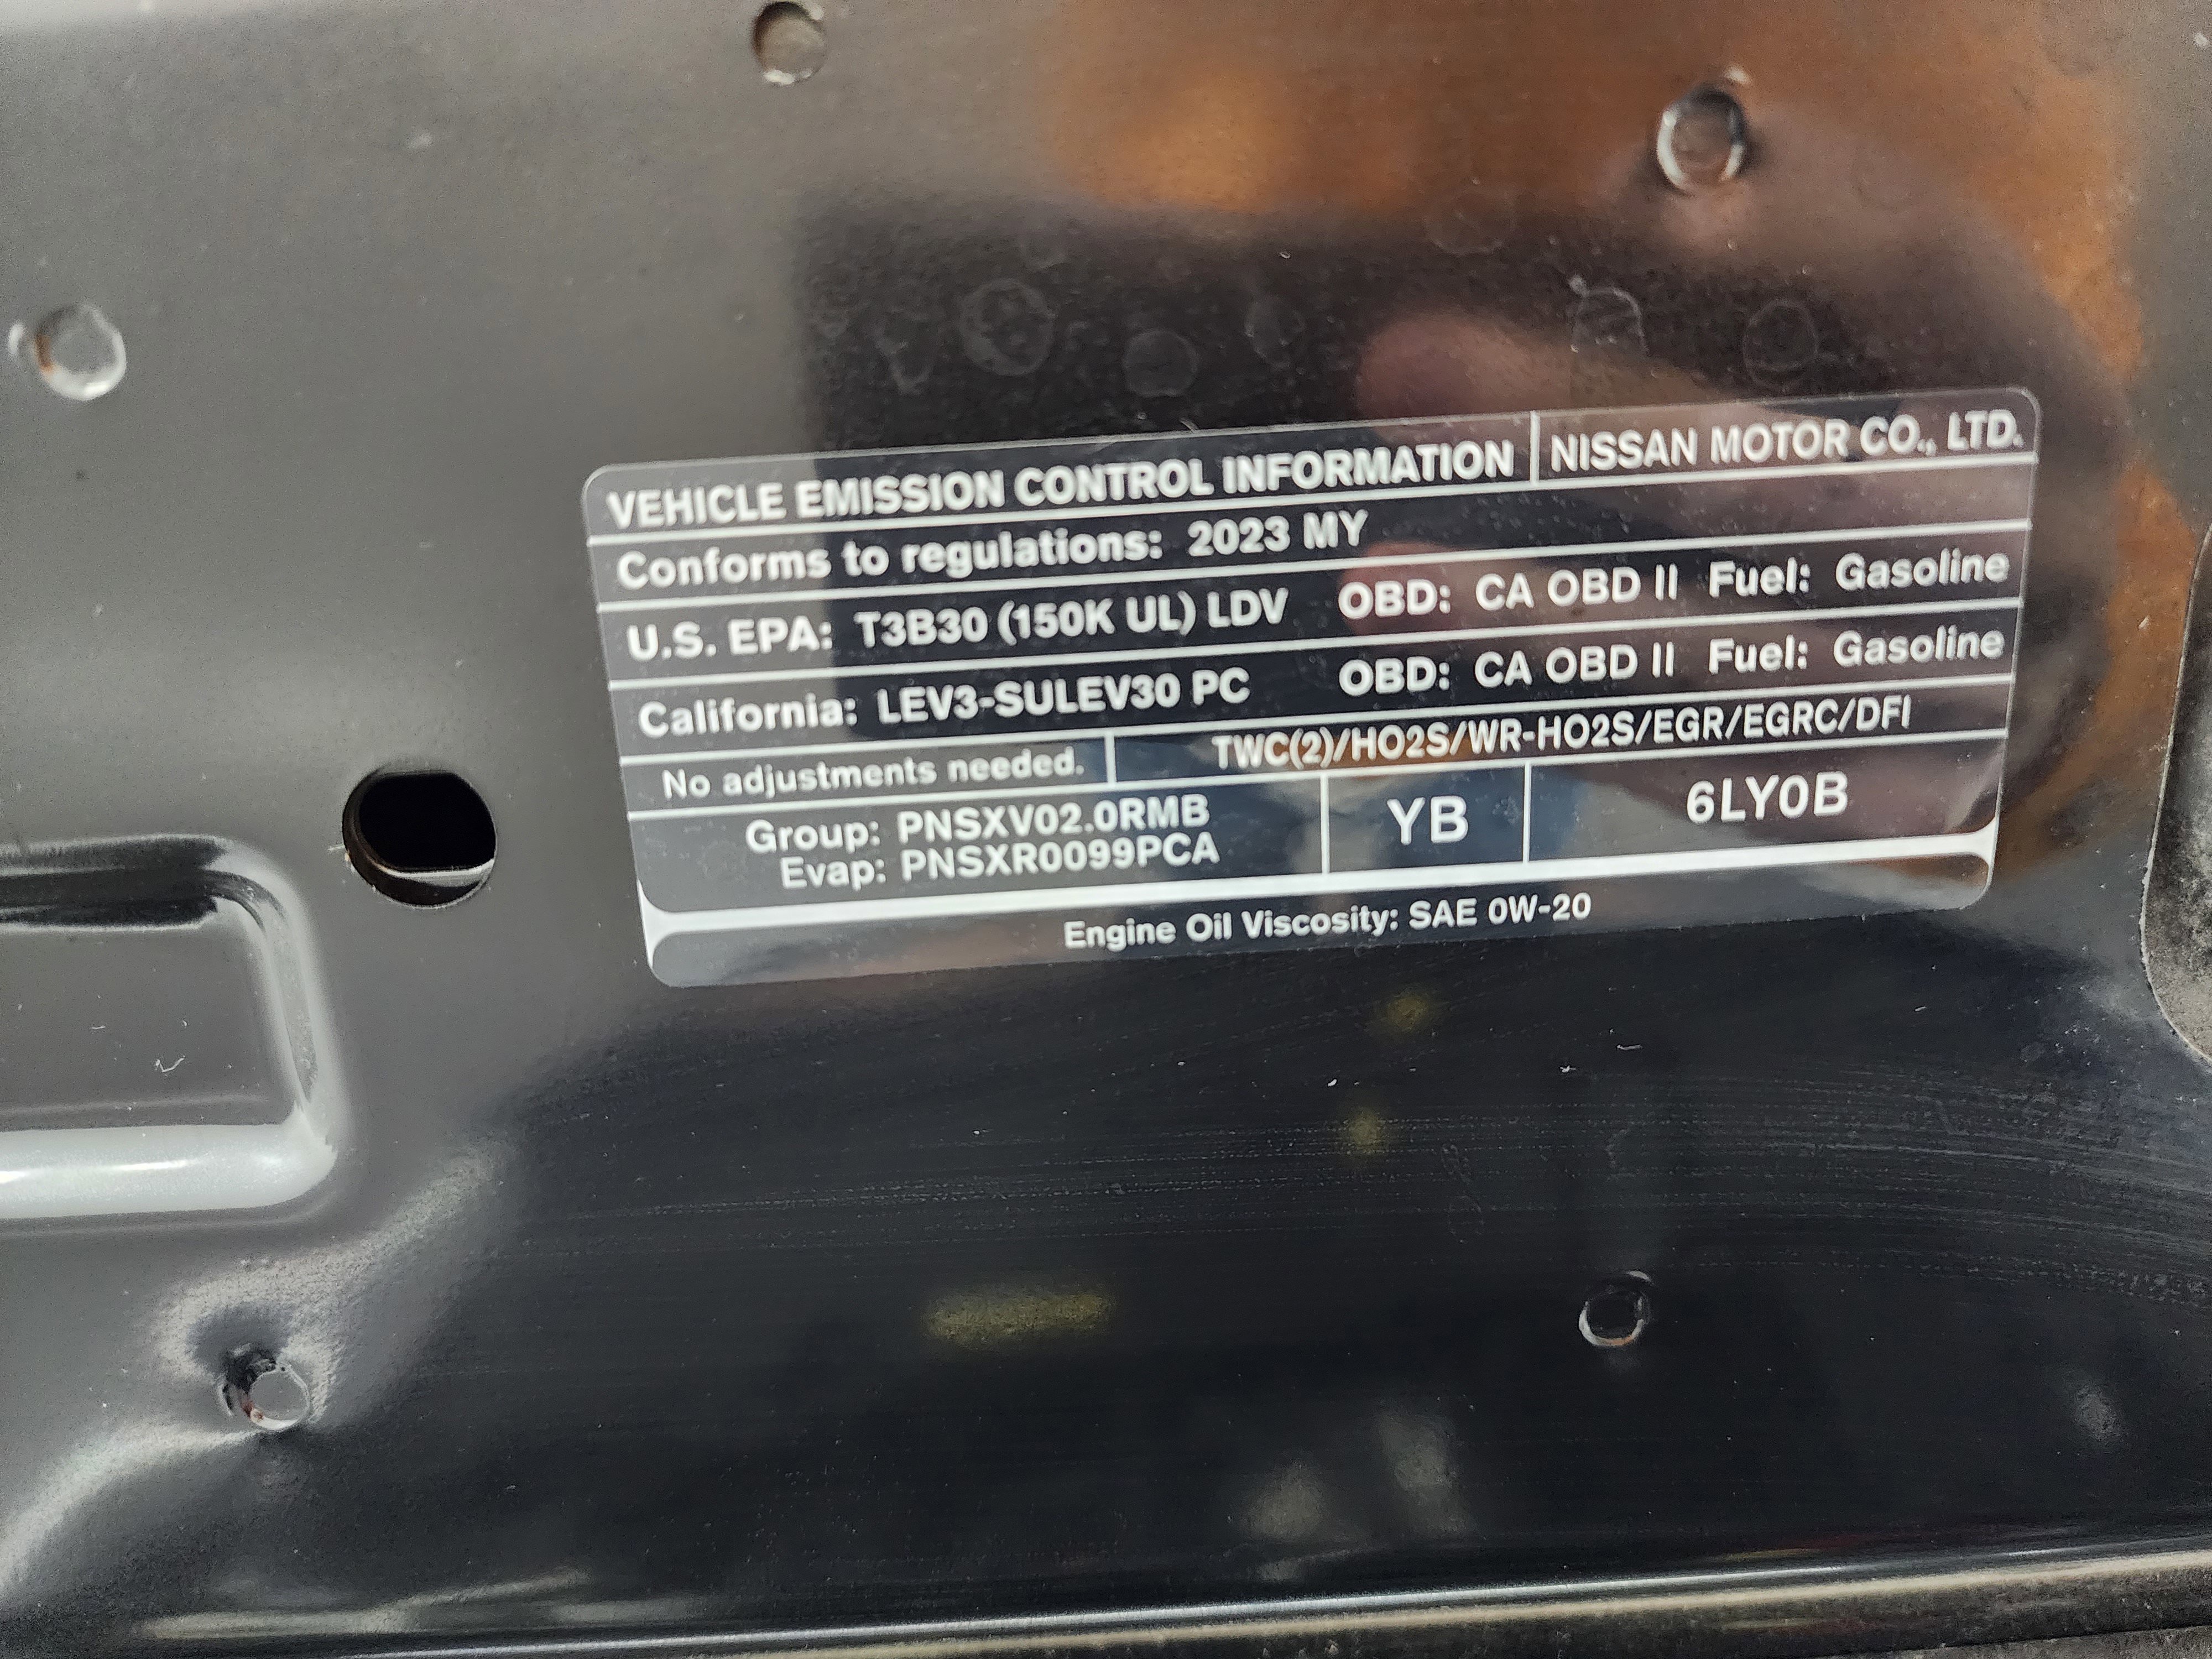 VEHICLE EMISSION CONTROL INFORMATION NISSAN MOTOR CO., LTD.
Conforms to regulations: 2023 MY
U.S. EPA: T3B30 (150K UL) LDV OBD: CA OBD II Fuel: Gasoline
California: LEV3-SULEV30 PC OBD: CA OBD II Fuel: Gasoline
No adjustments needed. TWC(2)/HO2S/WR-HO2S/EGR/EGRC/DFI
Group: PNSXV02.0RMB
Evap: PNSXR0099PCA
YB
6LY0B
Engine Oil Viscosity: SAE 0W-20